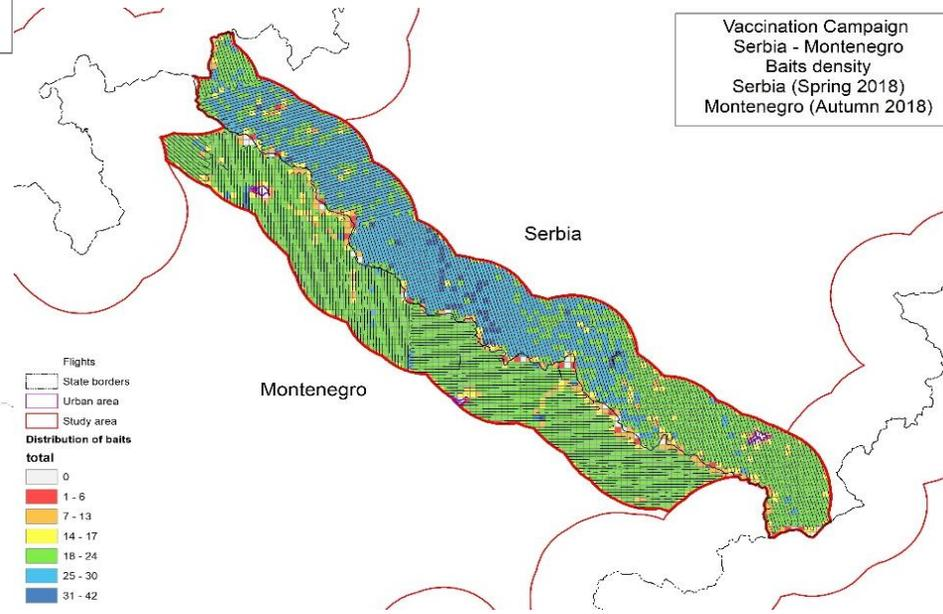 Vaccination Campaign
Serbia - Montenegro
Baits density
Serbia (Spring 2018)
Montenegro (Autumn 2018)
Serbia
Montenegro
Flights
State borders
Urban area
Study area
Distribution of baits
total
0
1 - 6
7 - 13
14 - 17
18 - 24
25 - 30
31 - 42